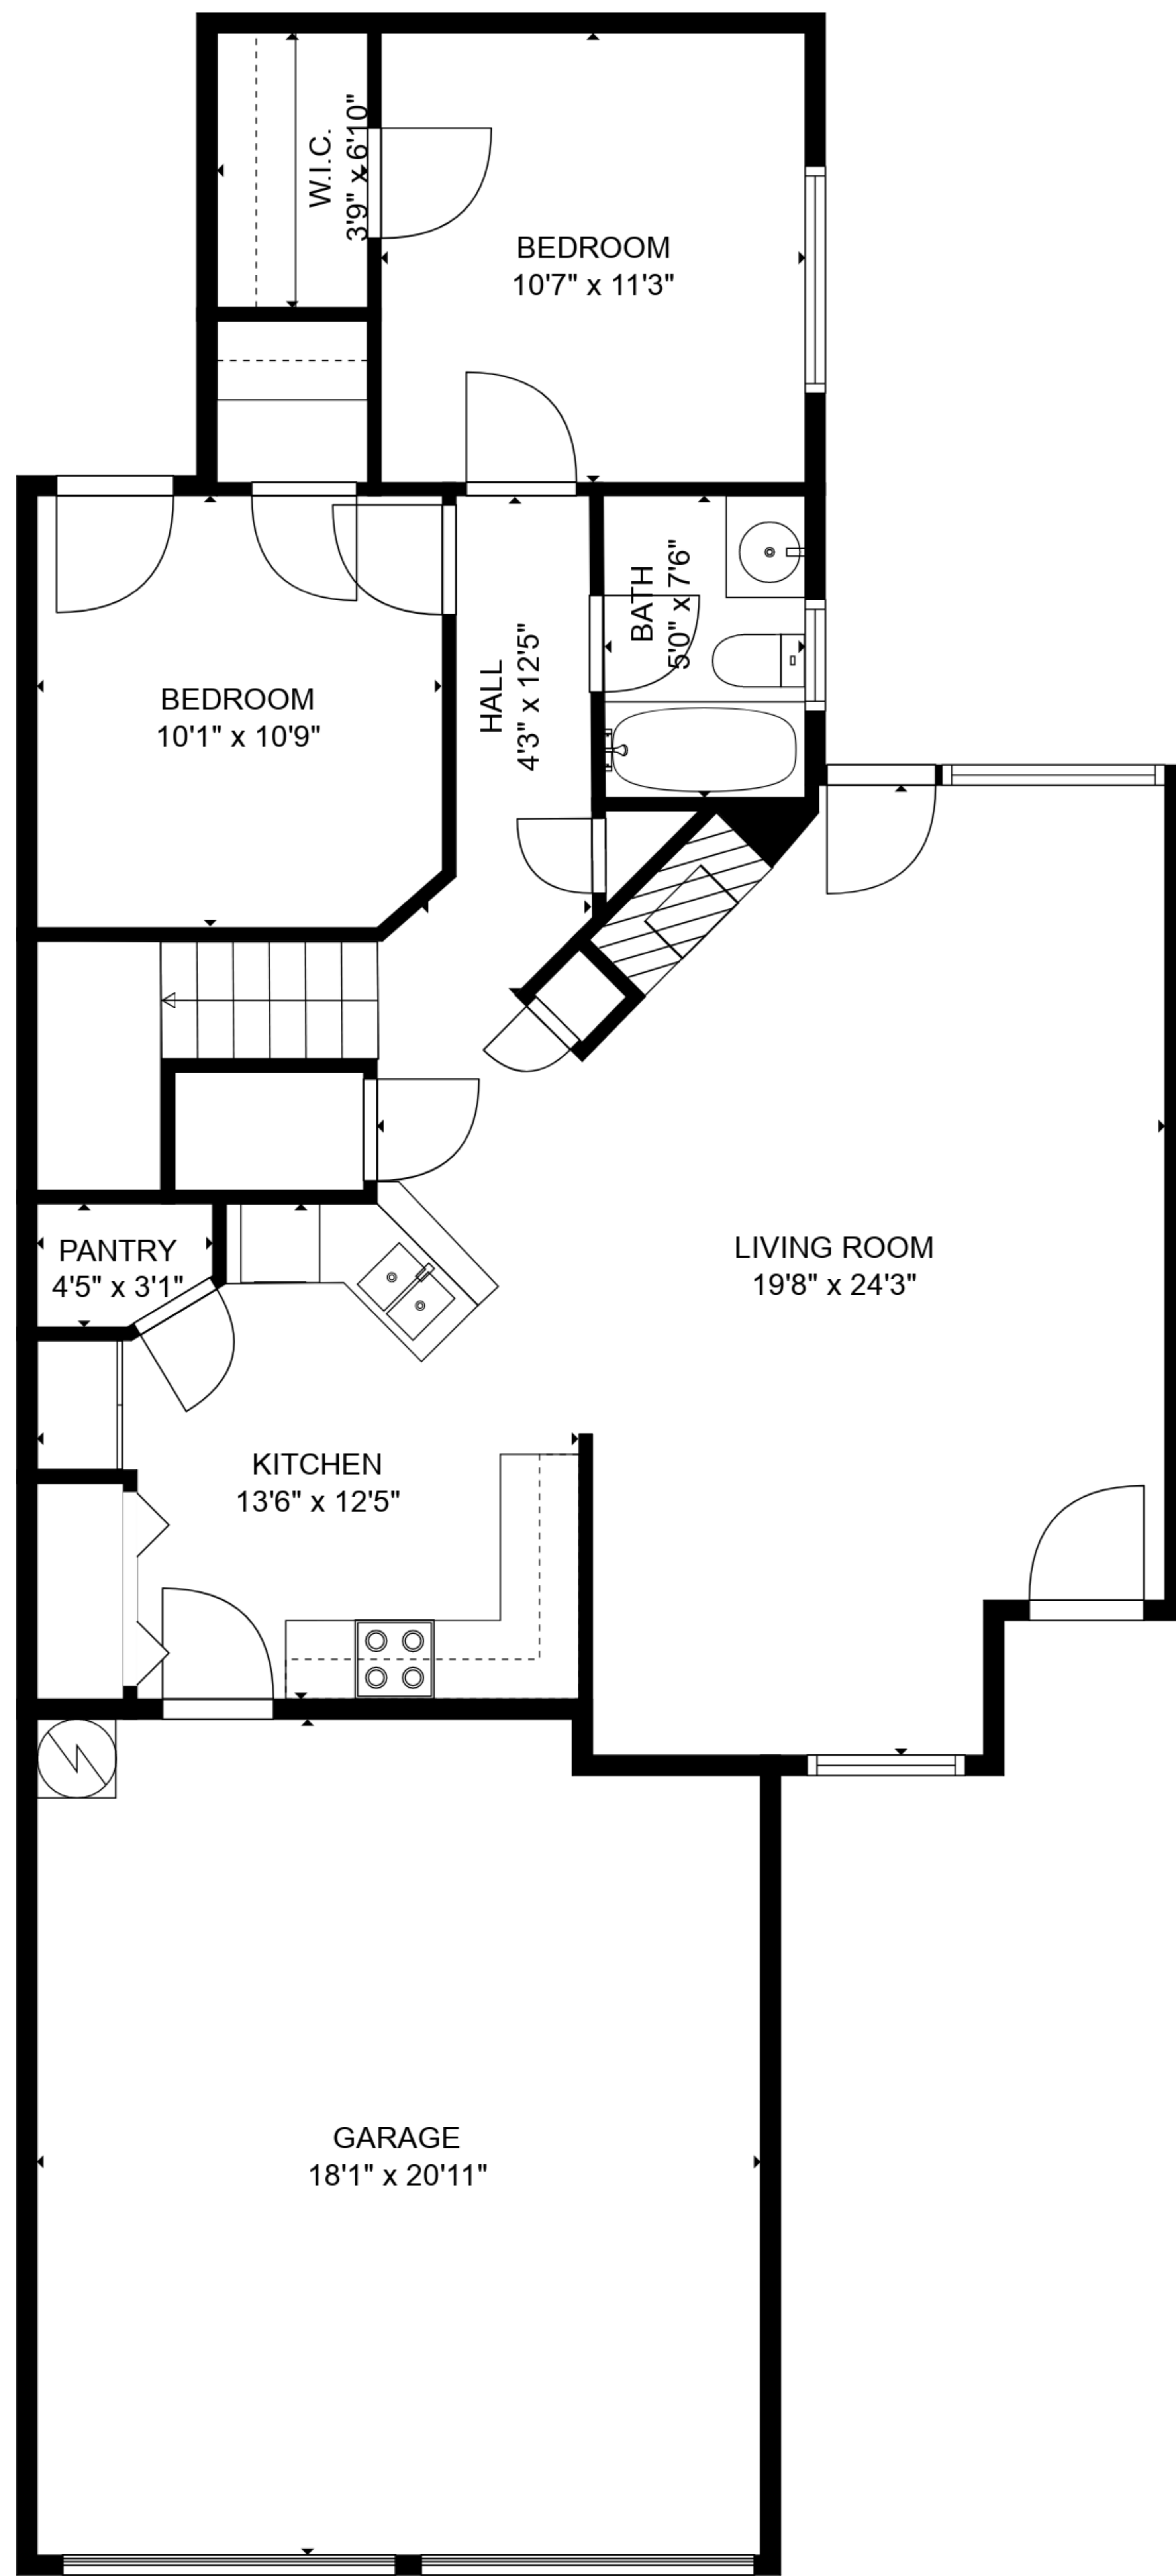 W.I.C.
3'9" x 6'10"
BEDROOM
10'7" x 11'3"
BATH
5'0" x 7'6"
HALL
4'3" x 12'5"
BEDROOM
10'1" x 10'9"
LIVING ROOM
19'8" x 24'3"
PANTRY
4'5" x 3'1"
KITCHEN
13'6" x 12'5"
GARAGE
18'1" x 20'11"